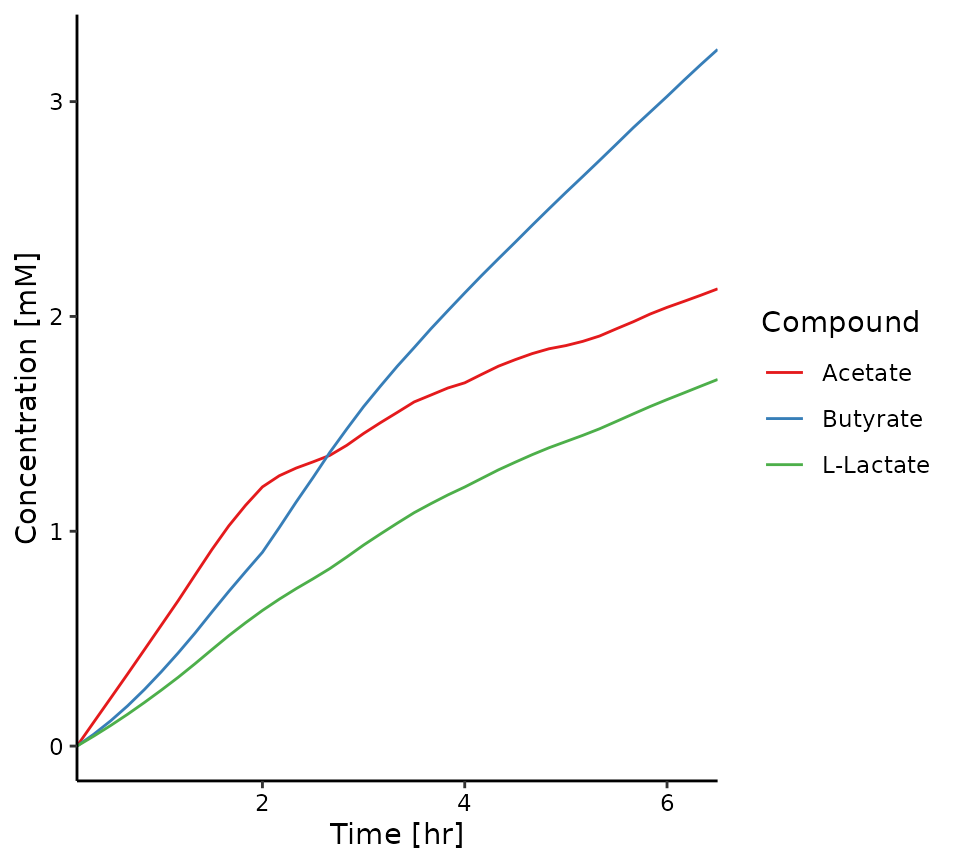 3
2
1
0
Concentration [mM]
2 4 6
Time [hr]
Compound
Acetate
Butyrate
L-Lactate